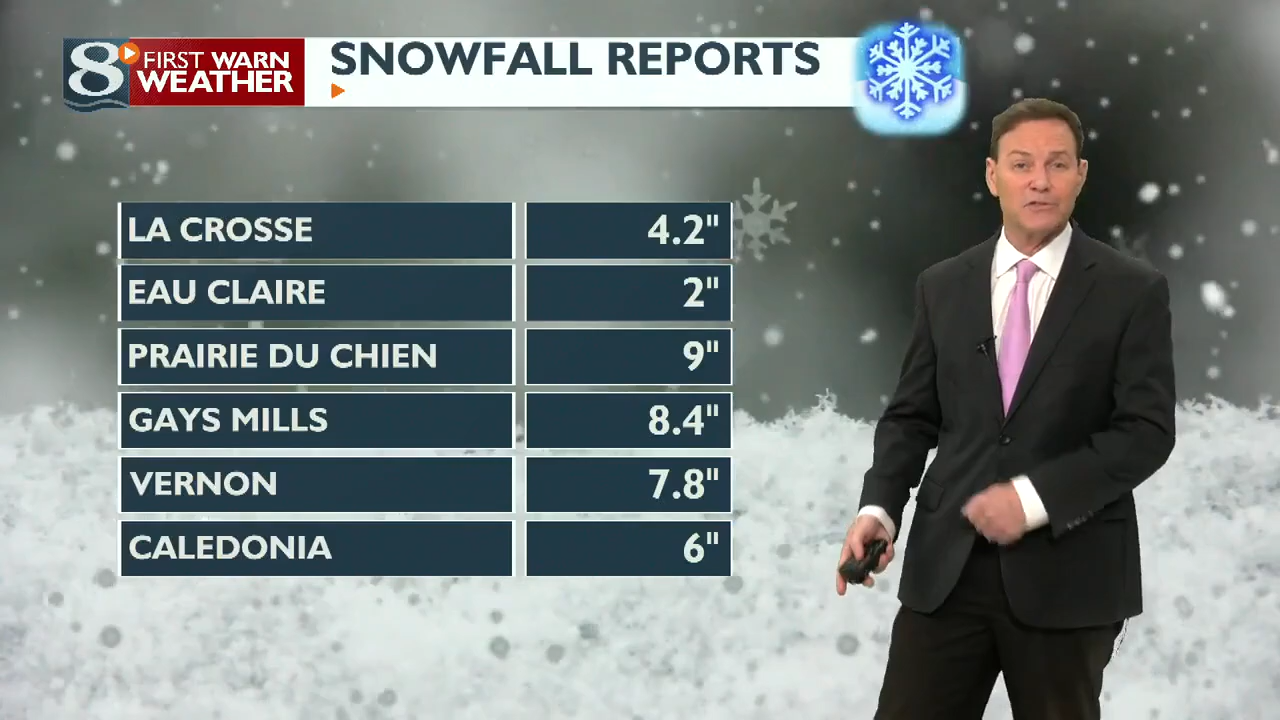 8 FIRST WARN
WEATHER
SNOWFALL REPORTS
LA CROSSE 4.2"
EAU CLAIRE 2"
PRAIRIE DU CHIEN 9"
GAYS MILLS 8.4"
VERNON 7.8"
CALEDONIA 6"